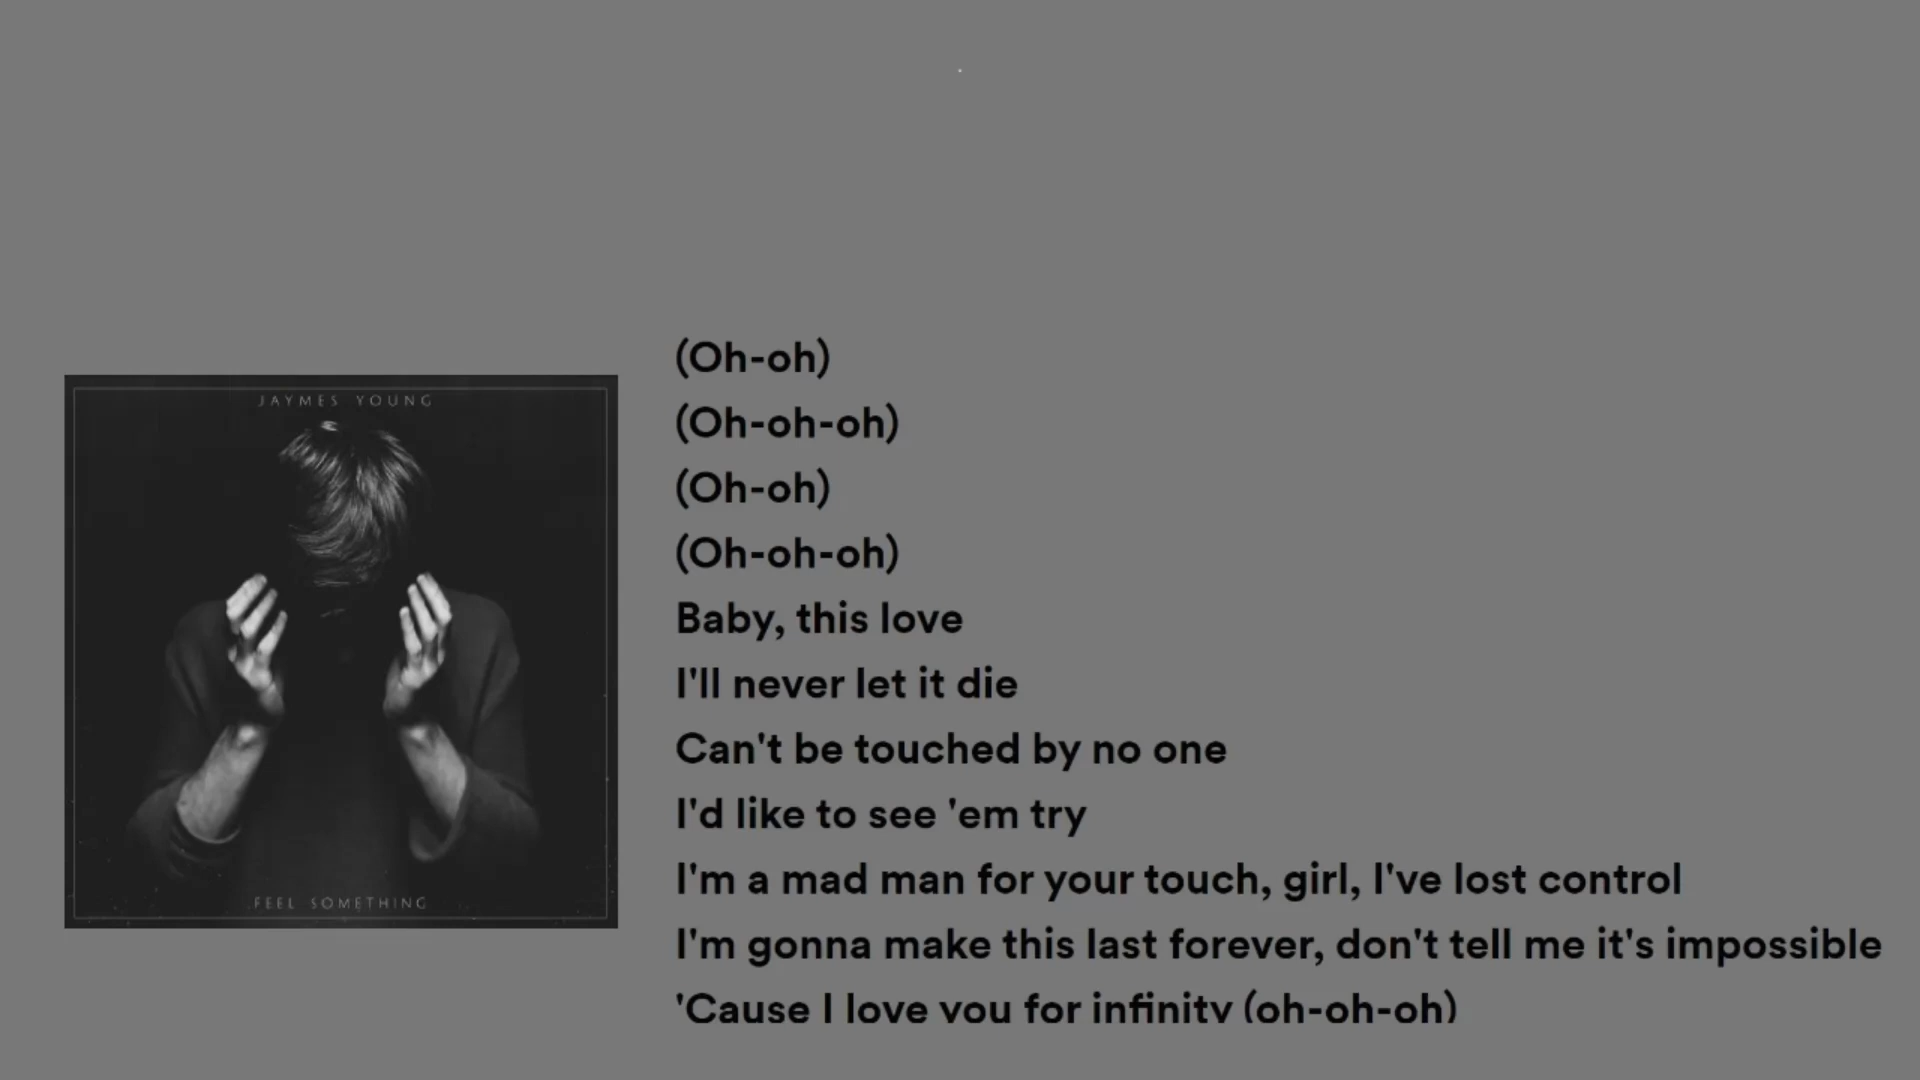 JAYMES YOUNG
FEEL SOMETHING
(Oh-oh)
(Oh-oh-oh)
(Oh-oh)
(Oh-oh-oh)
Baby, this love
I'll never let it die
Can't be touched by no one
I'd like to see 'em try
I'm a mad man for your touch, girl, I've lost control
I'm gonna make this last forever, don't tell me it's impossible
'Cause I love you for infinity (oh-oh-oh)